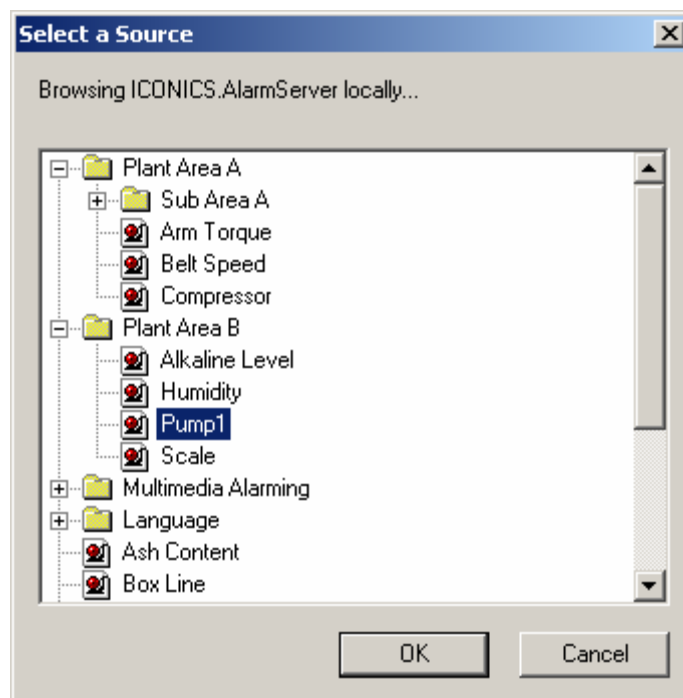 Select a Source
Browsing ICONICS.AlarmServer locally...
Plant Area A
Sub Area A
Arm Torque
Belt Speed
Compressor
Plant Area B
Alkaline Level
Humidity
Pump1
Scale
Multimedia Alarming
Language
Ash Content
Box Line
OK Cancel